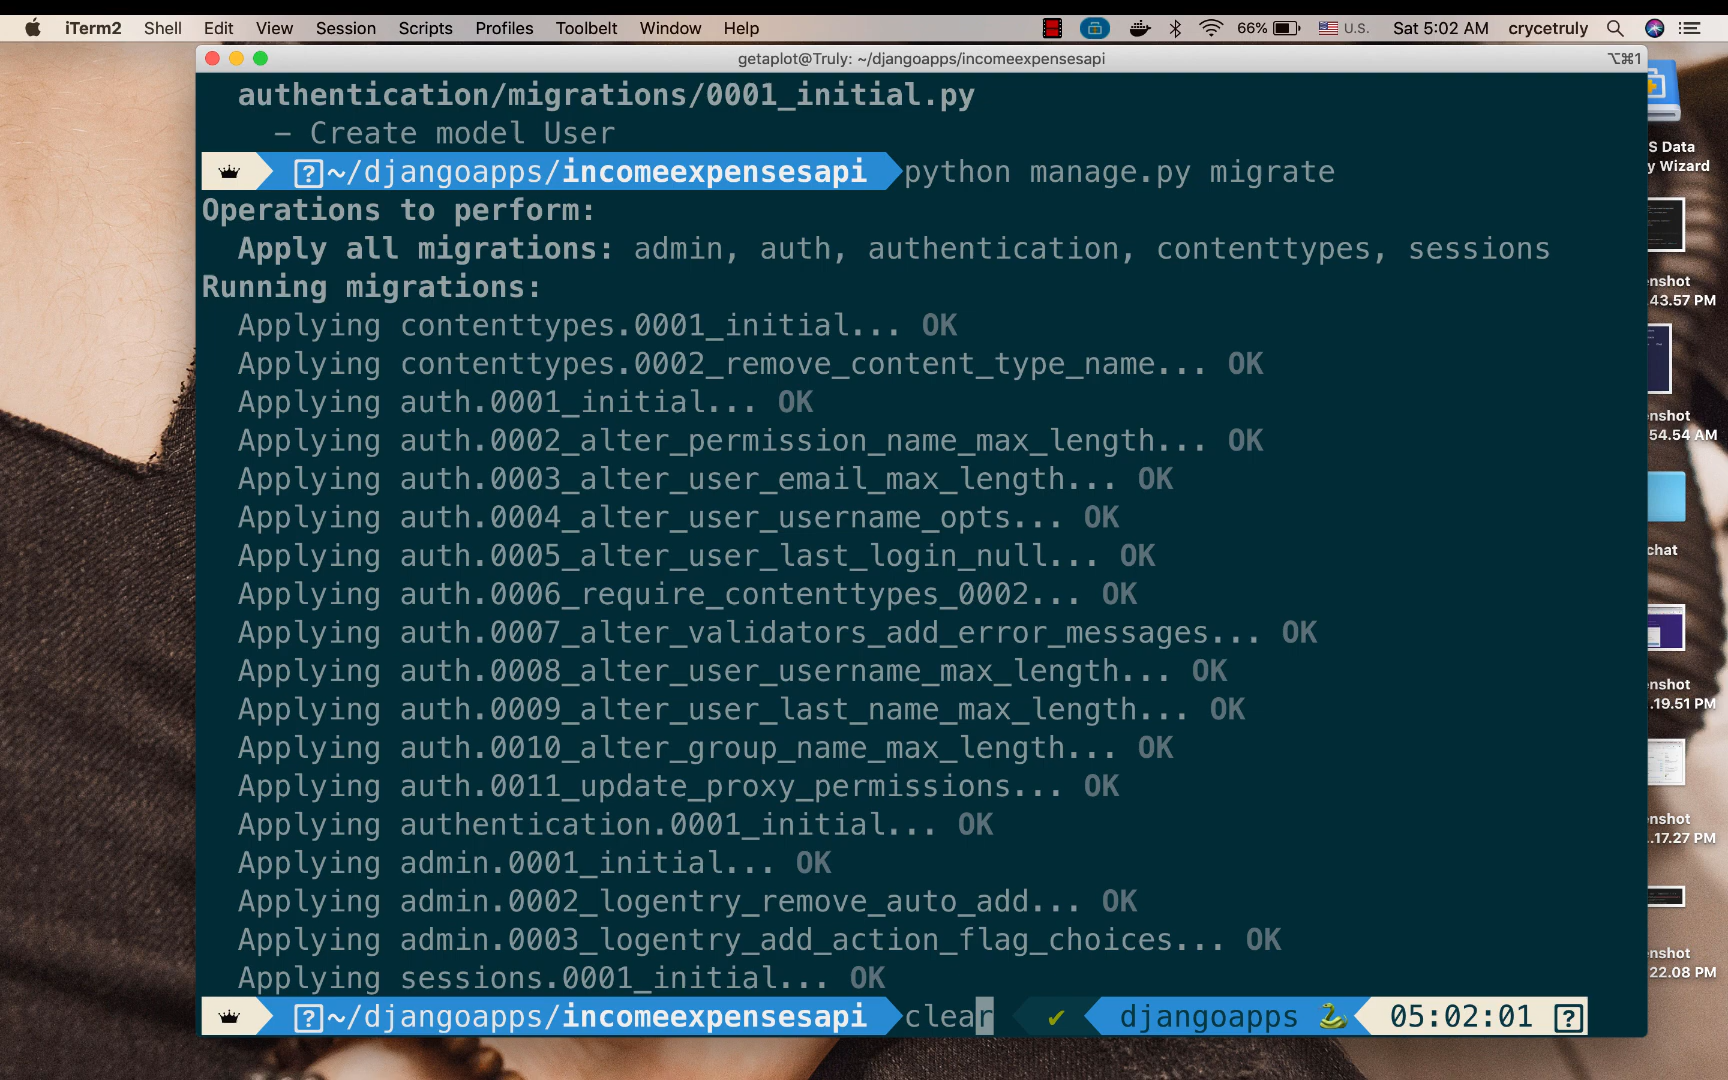 iTerm2 Shell Edit View Session Scripts Profiles Toolbelt Window Help 66% U.S. Sat 5:02 AM crycetruly
getaplot@Truly: ~/djangoapps/incomeexpensesapi ⌥⌘1
authentication/migrations/0001_initial.py
- Create model User
~/djangoapps/incomeexpensesapi python manage.py migrate
Operations to perform:
Apply all migrations: admin, auth, authentication, contenttypes, sessions
Running migrations:
Applying contenttypes.0001_initial... OK
Applying contenttypes.0002_remove_content_type_name... OK
Applying auth.0001_initial... OK
Applying auth.0002_alter_permission_name_max_length... OK
Applying auth.0003_alter_user_email_max_length... OK
Applying auth.0004_alter_user_username_opts... OK
Applying auth.0005_alter_user_last_login_null... OK
Applying auth.0006_require_contenttypes_0002... OK
Applying auth.0007_alter_validators_add_error_messages... OK
Applying auth.0008_alter_user_username_max_length... OK
Applying auth.0009_alter_user_last_name_max_length... OK
Applying auth.0010_alter_group_name_max_length... OK
Applying auth.0011_update_proxy_permissions... OK
Applying authentication.0001_initial... OK
Applying admin.0001_initial... OK
Applying admin.0002_logentry_remove_auto_add... OK
Applying admin.0003_logentry_add_action_flag_choices... OK
Applying sessions.0001_initial... OK
~/djangoapps/incomeexpensesapi clear ✔ djangoapps 05:02:01
S Data
y Wizard
enshot
.43.57 PM
enshot
54.54 AM
chat
enshot
.19.51 PM
enshot
.17.27 PM
enshot
22.08 PM